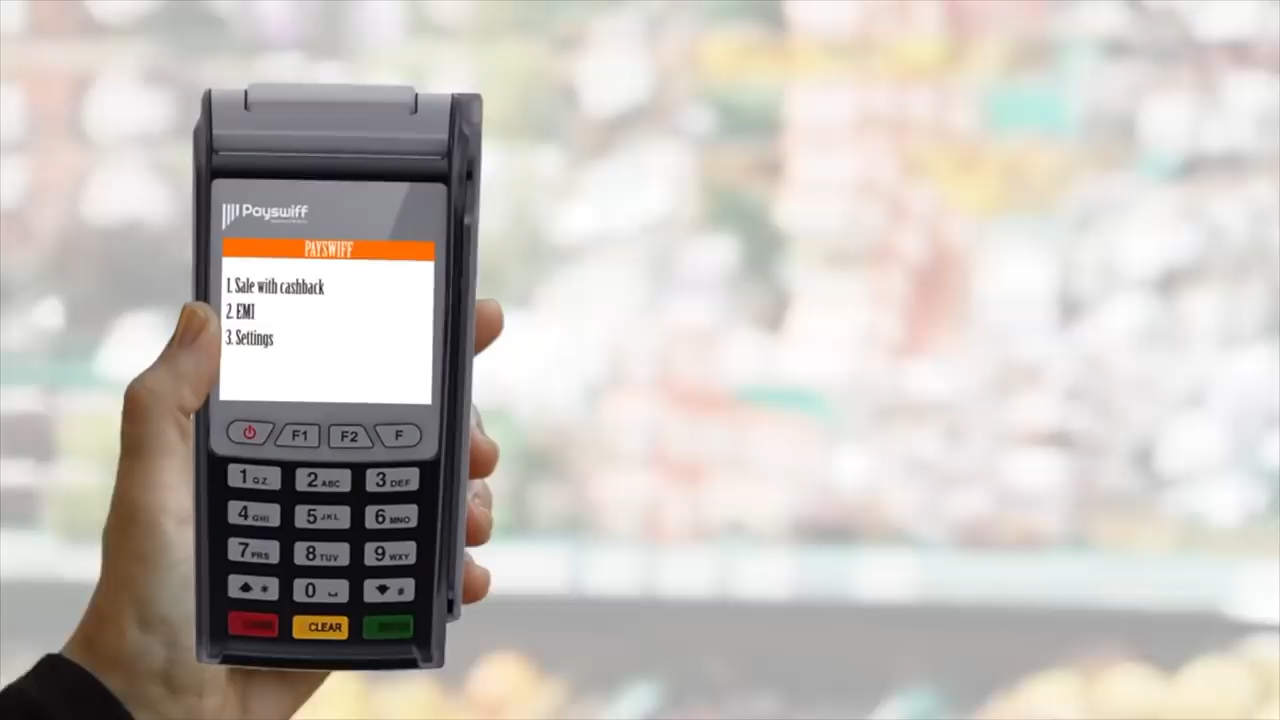 Payswiff
PAYSWIFF
1. Sale with cashback
2. EMI
3. Settings
F1 F2 F
1 QZ. 2 ABC 3 DEF
4 GHI 5 JKL 6 MNO
7 PRS 8 TUV 9 WXY
* 0 #
CLEAR